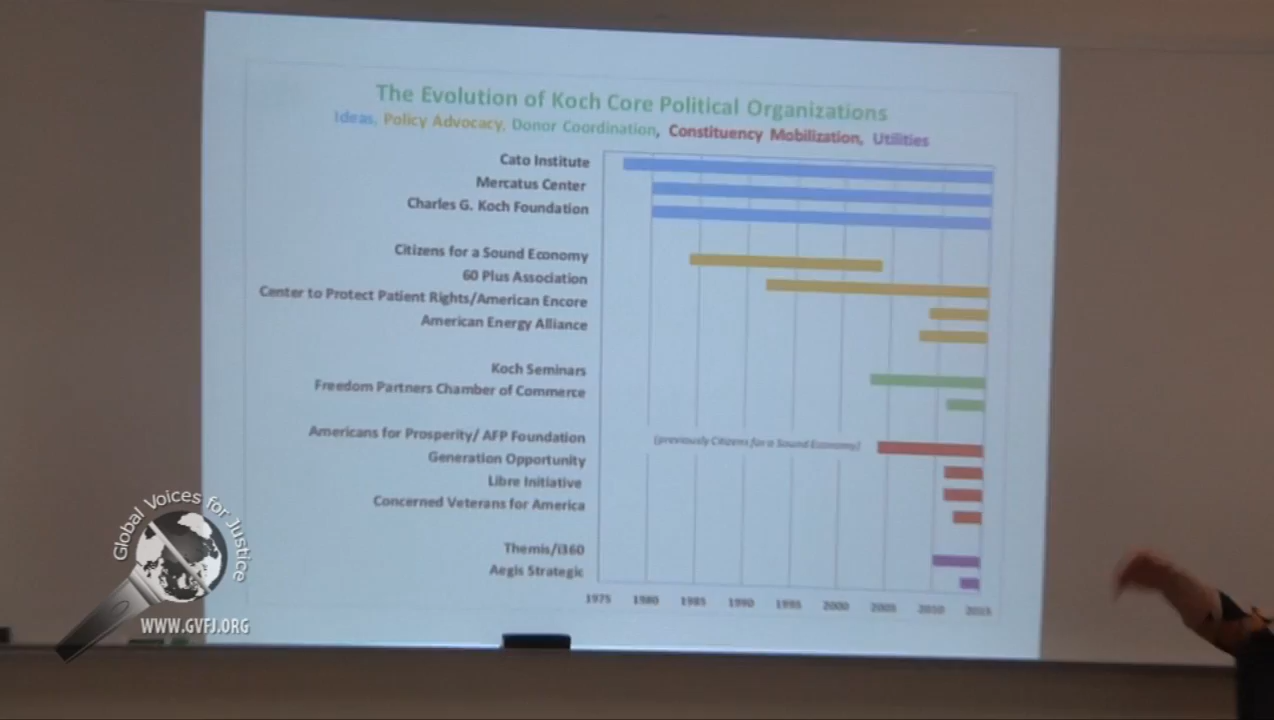 The Evolution of Koch Core Political Organizations
Ideas, Policy Advocacy, Donor Coordination, Constituency Mobilization, Utilities
Cato Institute
Mercatus Center
Charles G. Koch Foundation
Citizens for a Sound Economy
60 Plus Association
Center to Protect Patient Rights/American Encore
American Energy Alliance
Koch Seminars
Freedom Partners Chamber of Commerce
Americans for Prosperity/ AFP Foundation
(previously Citizens for a Sound Economy)
Generation Opportunity
Libre Initiative
Concerned Veterans for America
Themis/i360
Aegis Strategic
1975 1980 1985 1990 1995 2000 2005 2010 2015
Global Voices for Justice
WWW.GVFJ.ORG